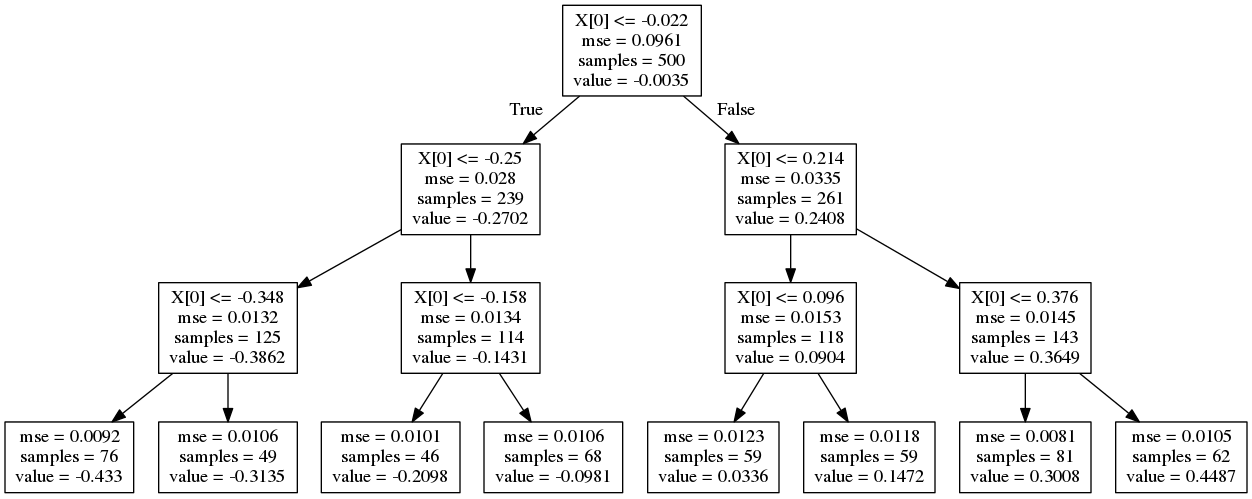 X[0] <= -0.022
mse = 0.0961
samples = 500
value = -0.0035
True
False
X[0] <= -0.25
mse = 0.028
samples = 239
value = -0.2702
X[0] <= 0.214
mse = 0.0335
samples = 261
value = 0.2408
X[0] <= -0.348
mse = 0.0132
samples = 125
value = -0.3862
X[0] <= -0.158
mse = 0.0134
samples = 114
value = -0.1431
X[0] <= 0.096
mse = 0.0153
samples = 118
value = 0.0904
X[0] <= 0.376
mse = 0.0145
samples = 143
value = 0.3649
mse = 0.0092
samples = 76
value = -0.433
mse = 0.0106
samples = 49
value = -0.3135
mse = 0.0101
samples = 46
value = -0.2098
mse = 0.0106
samples = 68
value = -0.0981
mse = 0.0123
samples = 59
value = 0.0336
mse = 0.0118
samples = 59
value = 0.1472
mse = 0.0081
samples = 81
value = 0.3008
mse = 0.0105
samples = 62
value = 0.4487